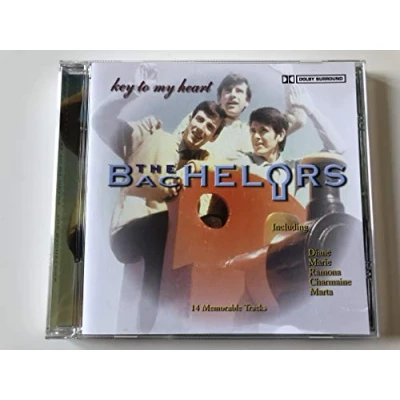 key to my heart
DOLBY SURROUND
THE
BACHELORS
Including
Diane
Marie
Ramona
Charmaine
Marta
14 Memorable Tracks